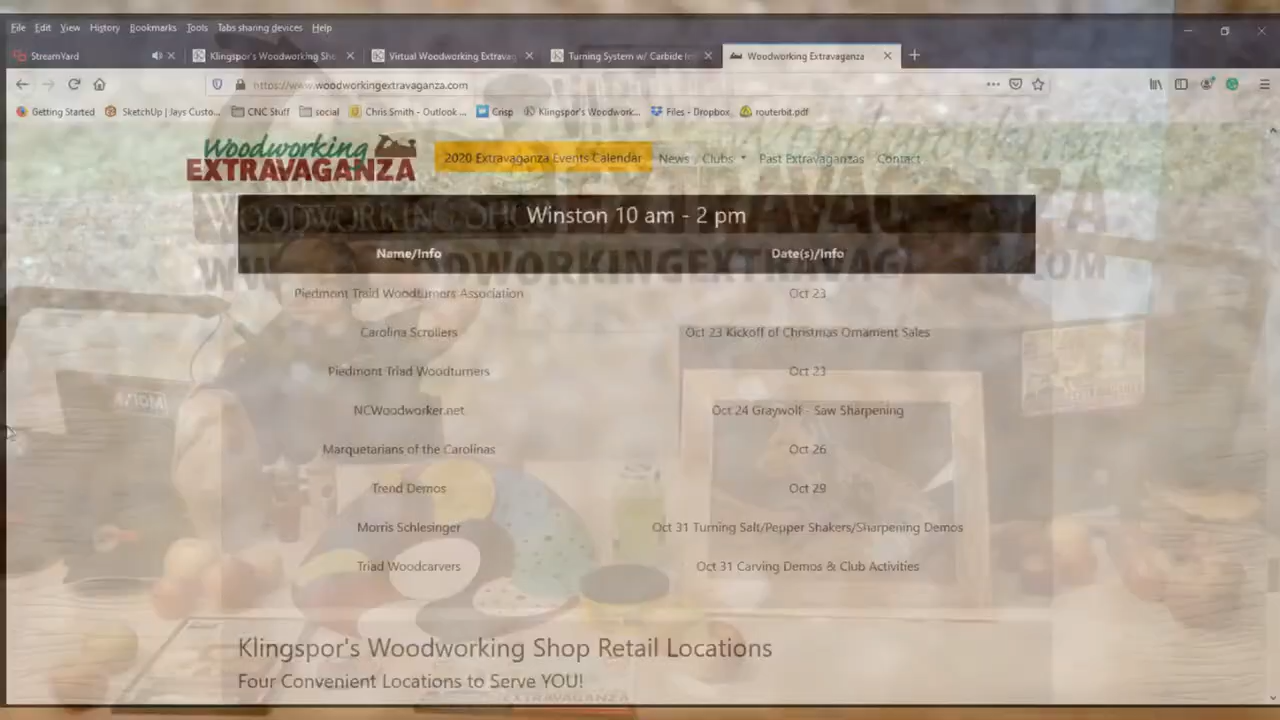 File Edit View History Bookmarks Tools Tabs sharing devices Help
StreamYard
Klingspor's Woodworking Sho
Virtual Woodworking Extravag
Turning System w/ Carbide
Woodworking Extravaganza
https://www.woodworkingextravaganza.com
Getting Started
SketchUp | Jays Custo...
CNC Stuff
social
Chris Smith - Outlook ...
Crisp
Klingspor's Woodwork...
Files - Dropbox
routerbit.pdf
Woodworking
EXTRAVAGANZA
2020 Extravaganza Events Calendar News Clubs Past Extravaganzas Contact
Winston 10 am - 2 pm
Name/Info Date(s)/Info
Piedmont Traid Woodturners Association Oct 23
Carolina Scrollers Oct 23 Kickoff of Christmas Ornament Sales
Piedmont Triad Woodturners Oct 23
NCWoodworker.net Oct 24 Graywolf - Saw Sharpening
Marquetarians of the Carolinas Oct 26
Trend Demos Oct 29
Morris Schlesinger Oct 31 Turning Salt/Pepper Shakers/Sharpening Demos
Triad Woodcarvers Oct 31 Carving Demos & Club Activities
Klingspor's Woodworking Shop Retail Locations
Four Convenient Locations to Serve YOU!